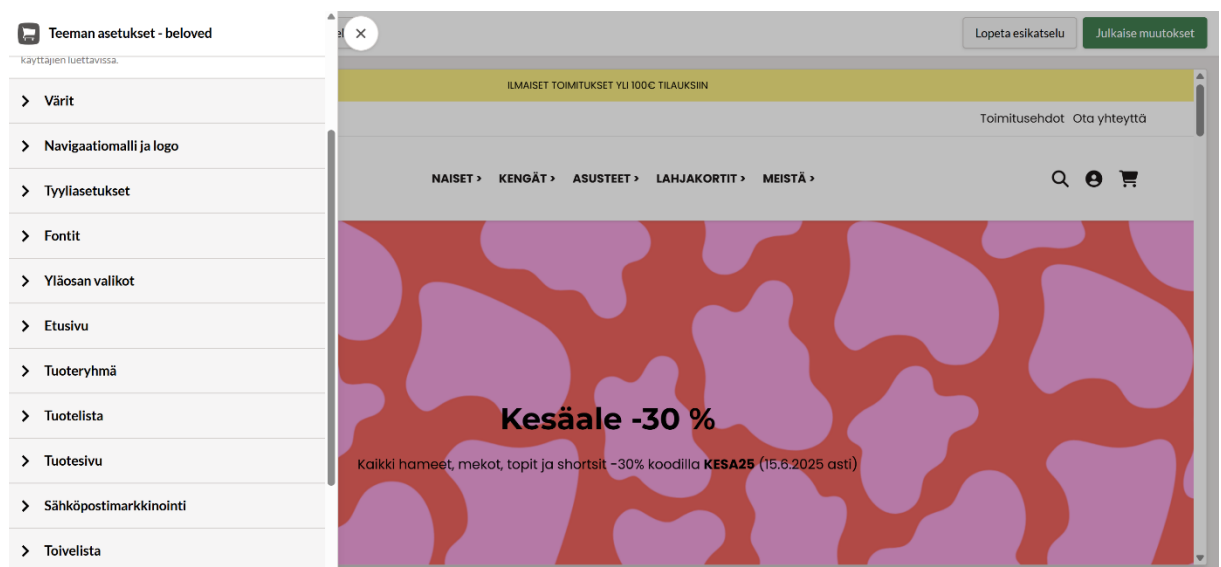 Teeman asetukset - beloved
käyttäjien luettavissa.
Värit
Navigaatiomalli ja logo
Tyyliasetukset
Fontit
Yläosan valikot
Etusivu
Tuoteryhmä
Tuotelista
Tuotesivu
Sähköpostimarkkinointi
Toivelista
Lopeta esikatselu
Julkaise muutokset
ILMAISET TOIMITUKSET YLI 100€ TILAUKSIIN
Toimitusehdot Ota yhteyttä
NAISET › KENGÄT › ASUSTEET › LAHJAKORTIT › MEISTÄ ›
Kesäale -30 %
Kaikki hameet, mekot, topit ja shortsit -30% koodilla KESA25 (15.6.2025 asti)